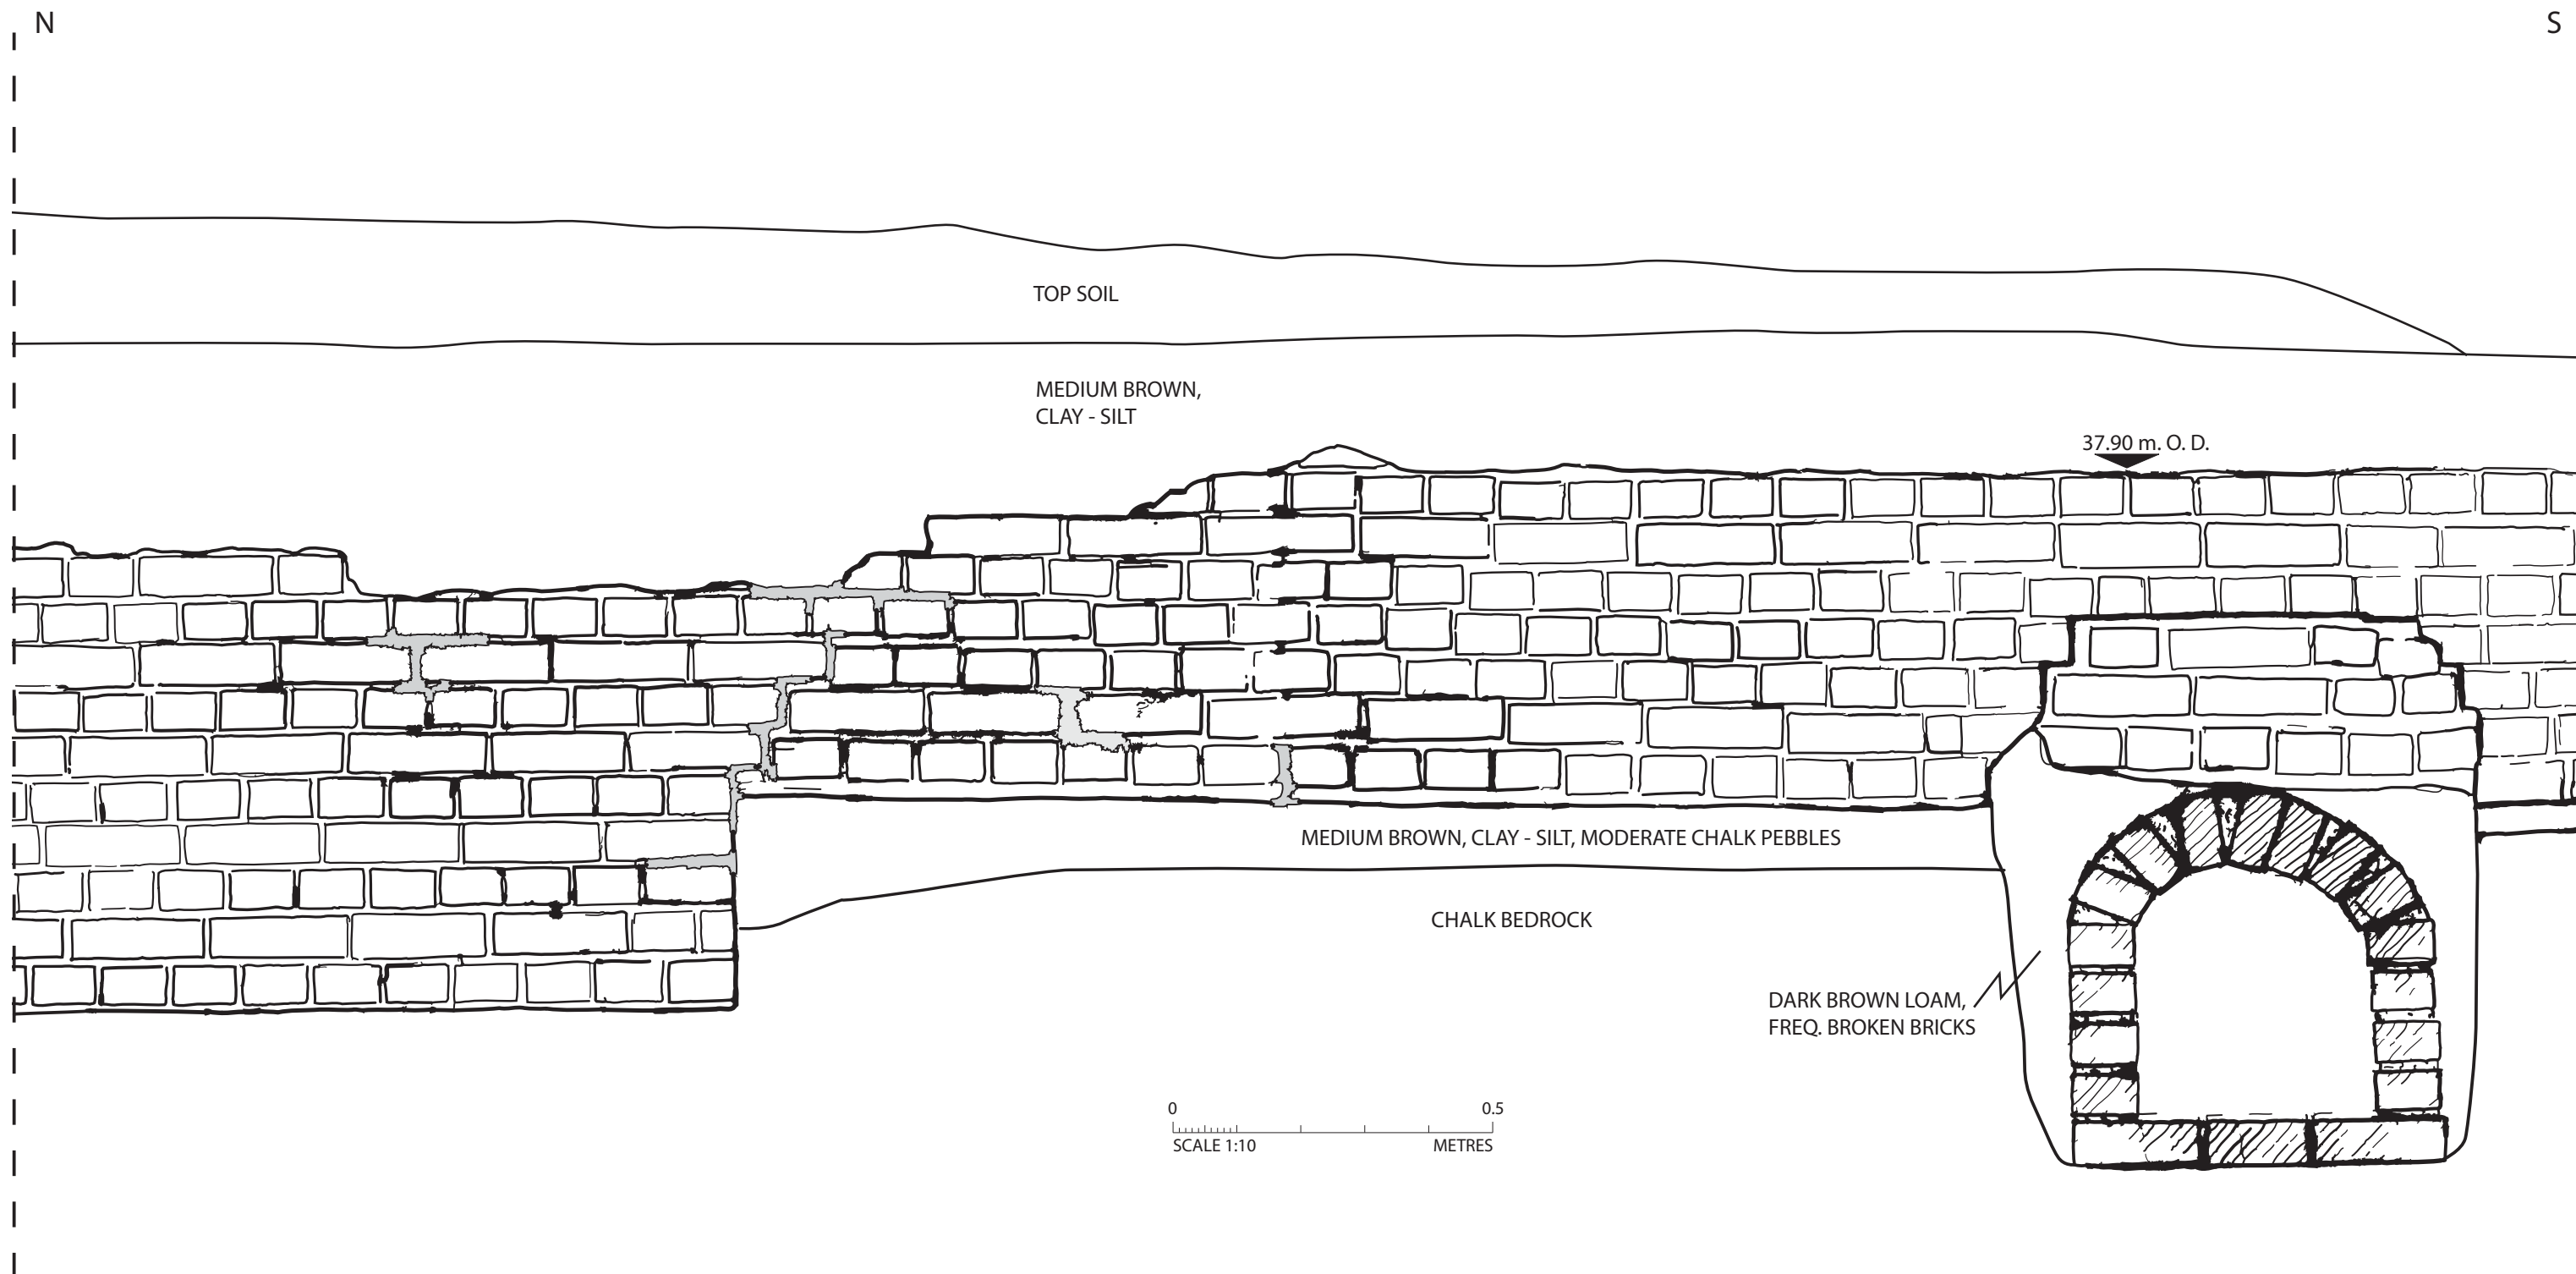 N
S
TOP SOIL
MEDIUM BROWN,
CLAY - SILT
37.90 m. O. D.
MEDIUM BROWN, CLAY - SILT, MODERATE CHALK PEBBLES
CHALK BEDROCK
DARK BROWN LOAM,
FREQ. BROKEN BRICKS
0 0.5
SCALE 1:10 METRES